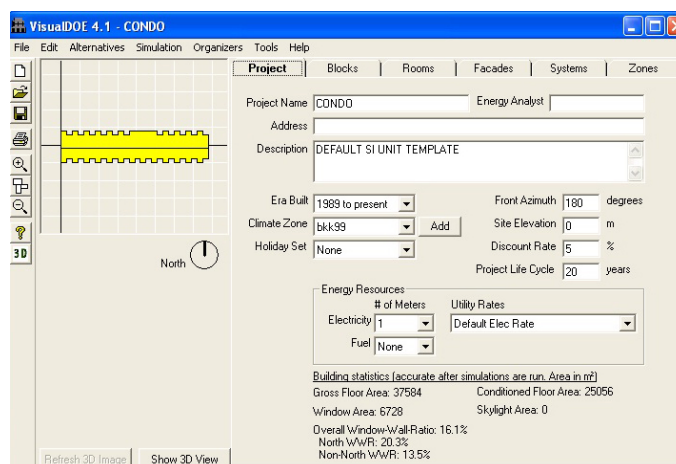 VisualDOE 4.1 - CONDO
File Edit Alternatives Simulation Organizers Tools Help
Project Blocks Rooms Facades Systems Zones
Project Name CONDO Energy Analyst
Address
Description DEFAULT SI UNIT TEMPLATE
Era Built 1989 to present Front Azimuth 180 degrees
Climate Zone bkk99 Add Site Elevation 0 m
Holiday Set None Discount Rate 5 %
North Project Life Cycle 20 years
3D
Energy Resources
# of Meters Utility Rates
Electricity 1 Default Elec Rate
Fuel None
Building statistics (accurate after simulations are run. Area in m²)
Gross Floor Area: 37584 Conditioned Floor Area: 25056
Window Area: 6728 Skylight Area: 0
Overall Window-Wall-Ratio: 16.1%
North WWR: 20.3%
Non-North WWR: 13.5%
Refresh 3D Image Show 3D View